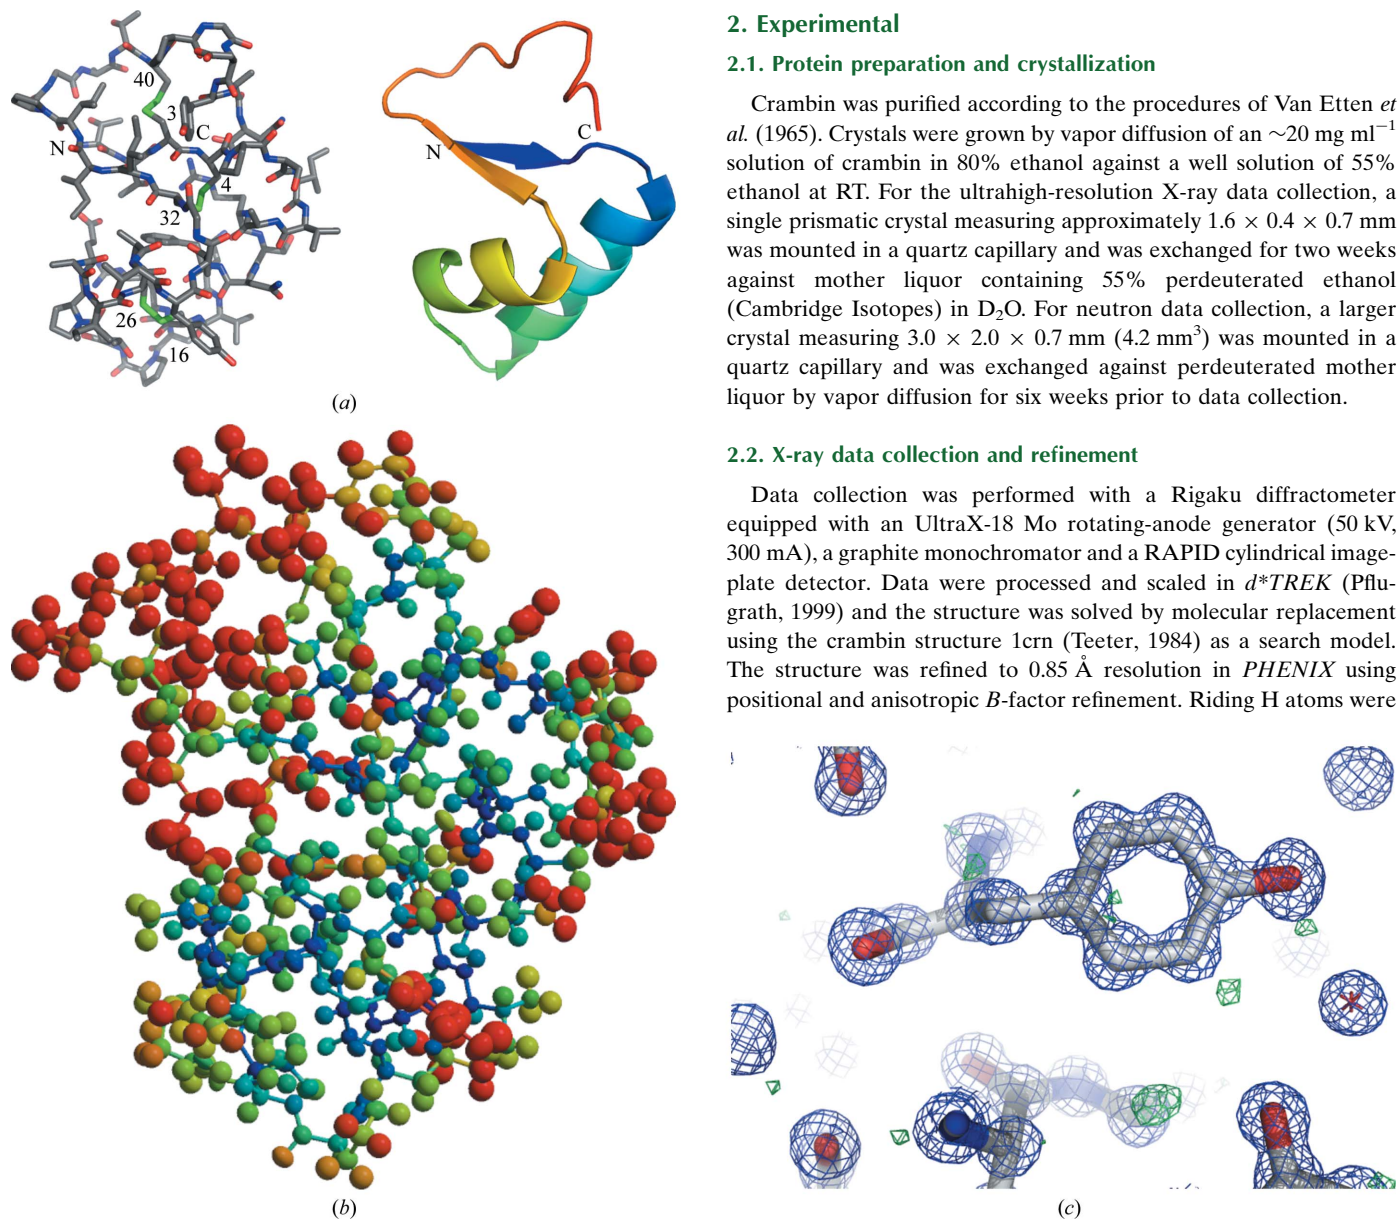 40
3
C
N
4
32
26
16
N
C
(a)
(b)
2. Experimental
2.1. Protein preparation and crystallization
Crambin was purified according to the procedures of Van Etten et
al. (1965). Crystals were grown by vapor diffusion of an ∼20 mg ml⁻¹
solution of crambin in 80% ethanol against a well solution of 55%
ethanol at RT. For the ultrahigh-resolution X-ray data collection, a
single prismatic crystal measuring approximately 1.6 × 0.4 × 0.7 mm
was mounted in a quartz capillary and was exchanged for two weeks
against mother liquor containing 55% perdeuterated ethanol
(Cambridge Isotopes) in D₂O. For neutron data collection, a larger
crystal measuring 3.0 × 2.0 × 0.7 mm (4.2 mm³) was mounted in a
quartz capillary and was exchanged against perdeuterated mother
liquor by vapor diffusion for six weeks prior to data collection.
2.2. X-ray data collection and refinement
Data collection was performed with a Rigaku diffractometer
equipped with an UltraX-18 Mo rotating-anode generator (50 kV,
300 mA), a graphite monochromator and a RAPID cylindrical image-
plate detector. Data were processed and scaled in d*TREK (Pflu-
grath, 1999) and the structure was solved by molecular replacement
using the crambin structure 1crn (Teeter, 1984) as a search model.
The structure was refined to 0.85 Å resolution in PHENIX using
positional and anisotropic B-factor refinement. Riding H atoms were
(c)